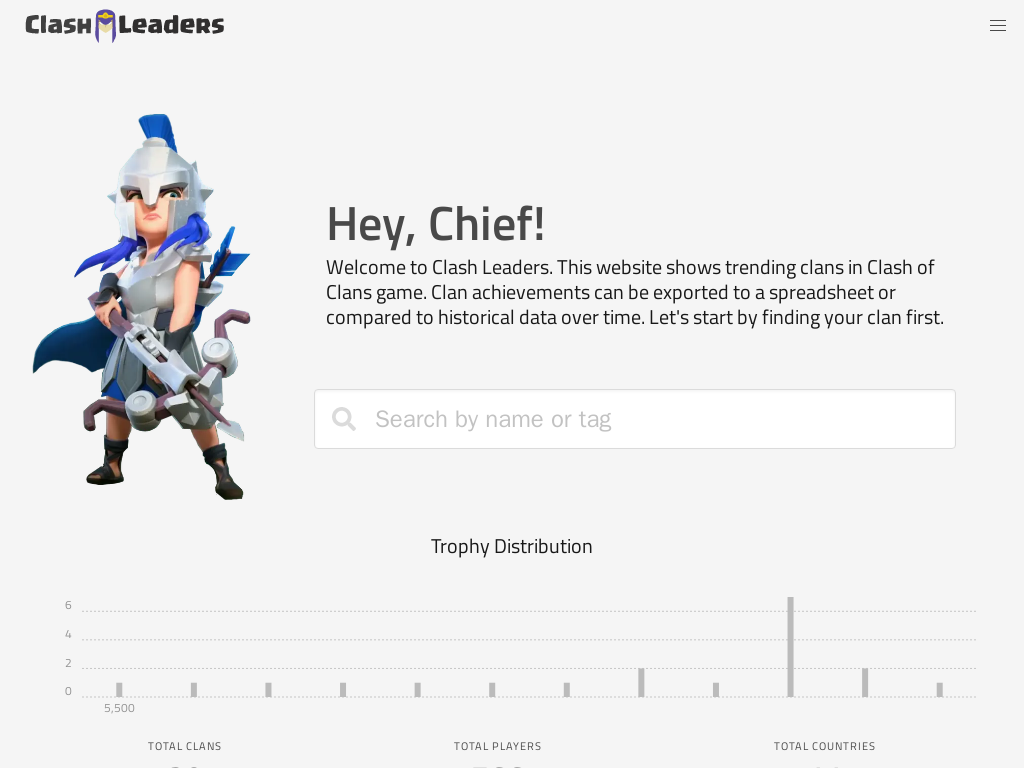 Clash Leaders
Hey, Chief!
Welcome to Clash Leaders. This website shows trending clans in Clash of
Clans game. Clan achievements can be exported to a spreadsheet or
compared to historical data over time. Let's start by finding your clan first.
Search by name or tag
Trophy Distribution
6
4
2
0
5,500
TOTAL CLANS
TOTAL PLAYERS
TOTAL COUNTRIES